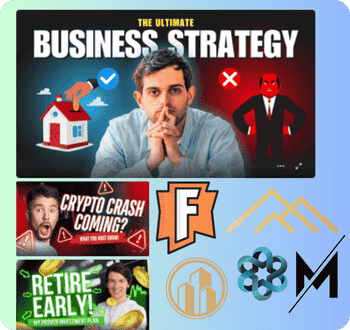 THE ULTIMATE
BUSINESS STRATEGY
CRYPTO CRASH
COMING?
WHAT YOU MUST KNOW!
RETIRE
EARLY!
MY PROVEN INVESTMENT PLAN
F
M